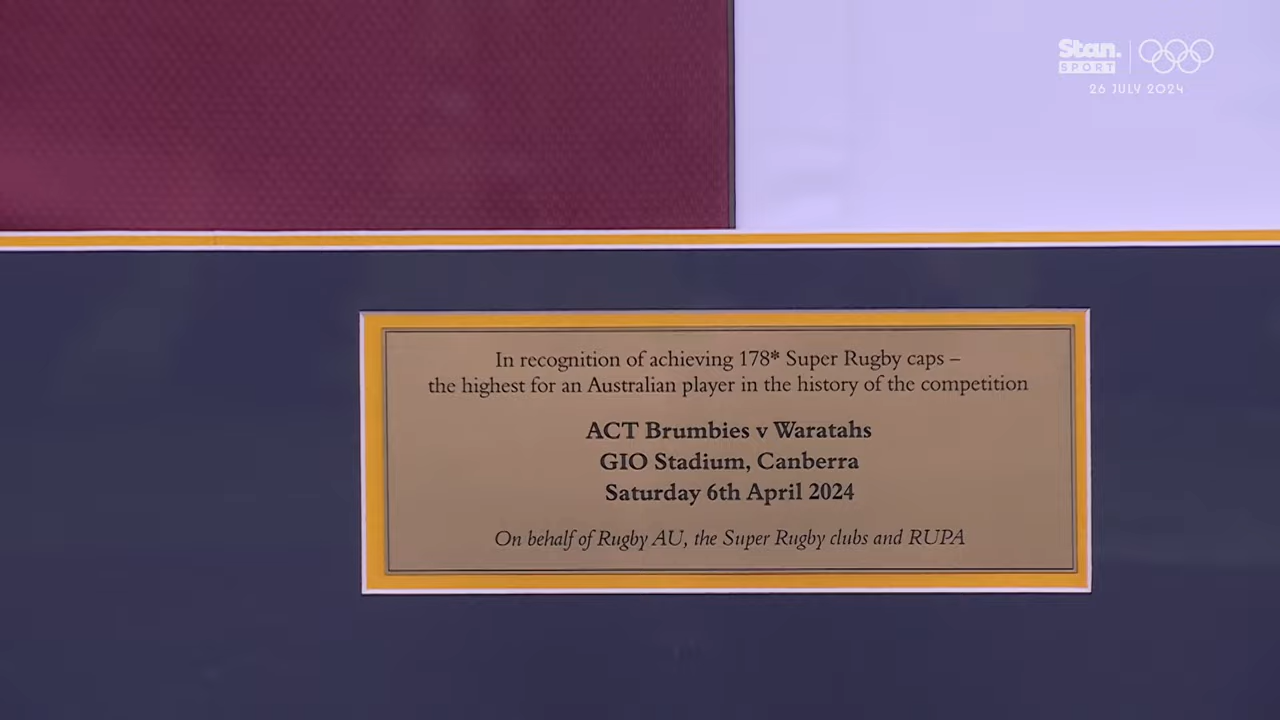 Stan.
SPORT
26 JULY 2024
In recognition of achieving 178* Super Rugby caps –
the highest for an Australian player in the history of the competition
ACT Brumbies v Waratahs
GIO Stadium, Canberra
Saturday 6th April 2024
On behalf of Rugby AU, the Super Rugby clubs and RUPA